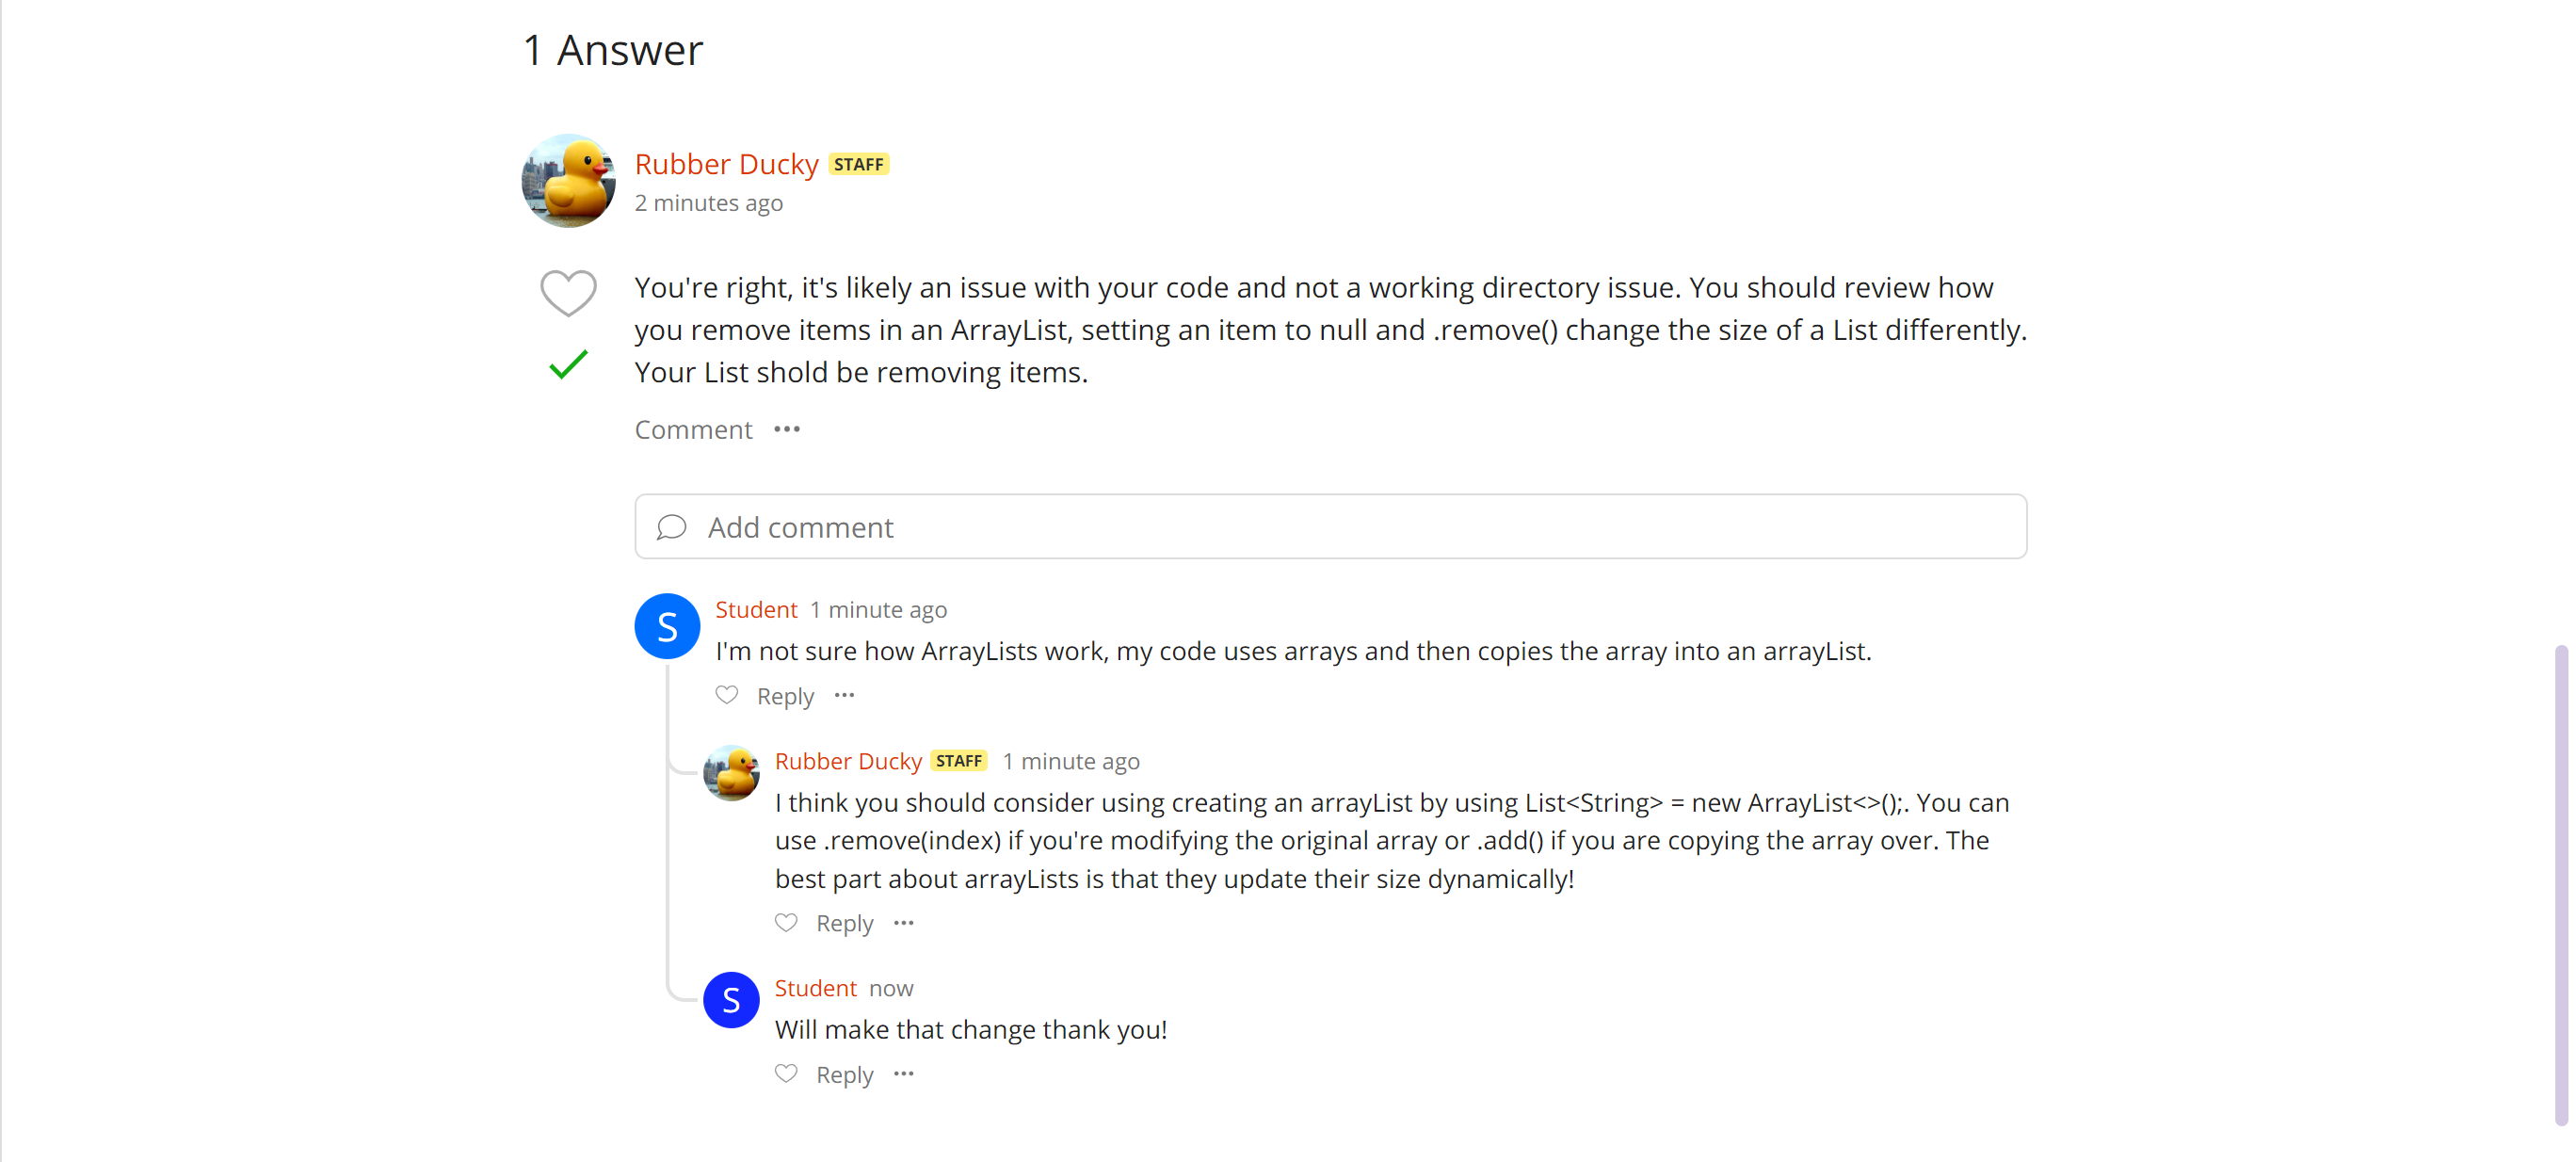 1 Answer
Rubber Ducky STAFF
2 minutes ago
You're right, it's likely an issue with your code and not a working directory issue. You should review how
you remove items in an ArrayList, setting an item to null and .remove() change the size of a List differently.
Your List shold be removing items.
Comment
Add comment
S
Student 1 minute ago
I'm not sure how ArrayLists work, my code uses arrays and then copies the array into an arrayList.
Reply
Rubber Ducky STAFF 1 minute ago
I think you should consider using creating an arrayList by using List<String> = new ArrayList<>();. You can
use .remove(index) if you're modifying the original array or .add() if you are copying the array over. The
best part about arrayLists is that they update their size dynamically!
Reply
S
Student now
Will make that change thank you!
Reply